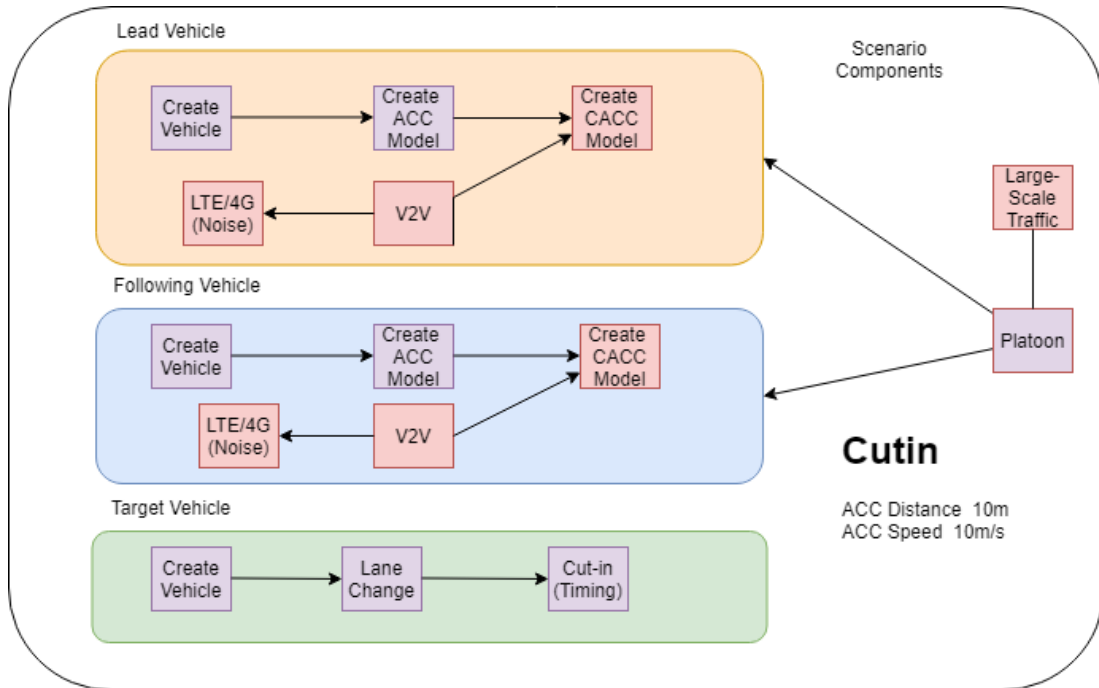 Lead Vehicle
Scenario
Components
Create
Vehicle
Create
ACC
Model
Create
CACC
Model
LTE/4G
(Noise)
V2V
Large-
Scale
Traffic
Following Vehicle
Create
Vehicle
Create
ACC
Model
Create
CACC
Model
Platoon
LTE/4G
(Noise)
V2V
Cutin
ACC Distance 10m
ACC Speed 10m/s
Target Vehicle
Create
Vehicle
Lane
Change
Cut-in
(Timing)